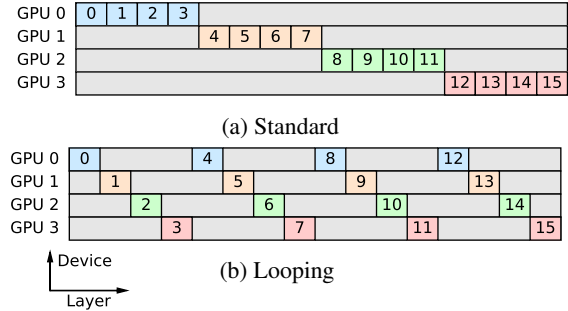 GPU 0 0 1 2 3
GPU 1 4 5 6 7
GPU 2 8 9 10 11
GPU 3 12 13 14 15
(a) Standard
GPU 0 0 4 8 12
GPU 1 1 5 9 13
GPU 2 2 6 10 14
GPU 3 3 7 11 15
Device
(b) Looping
Layer